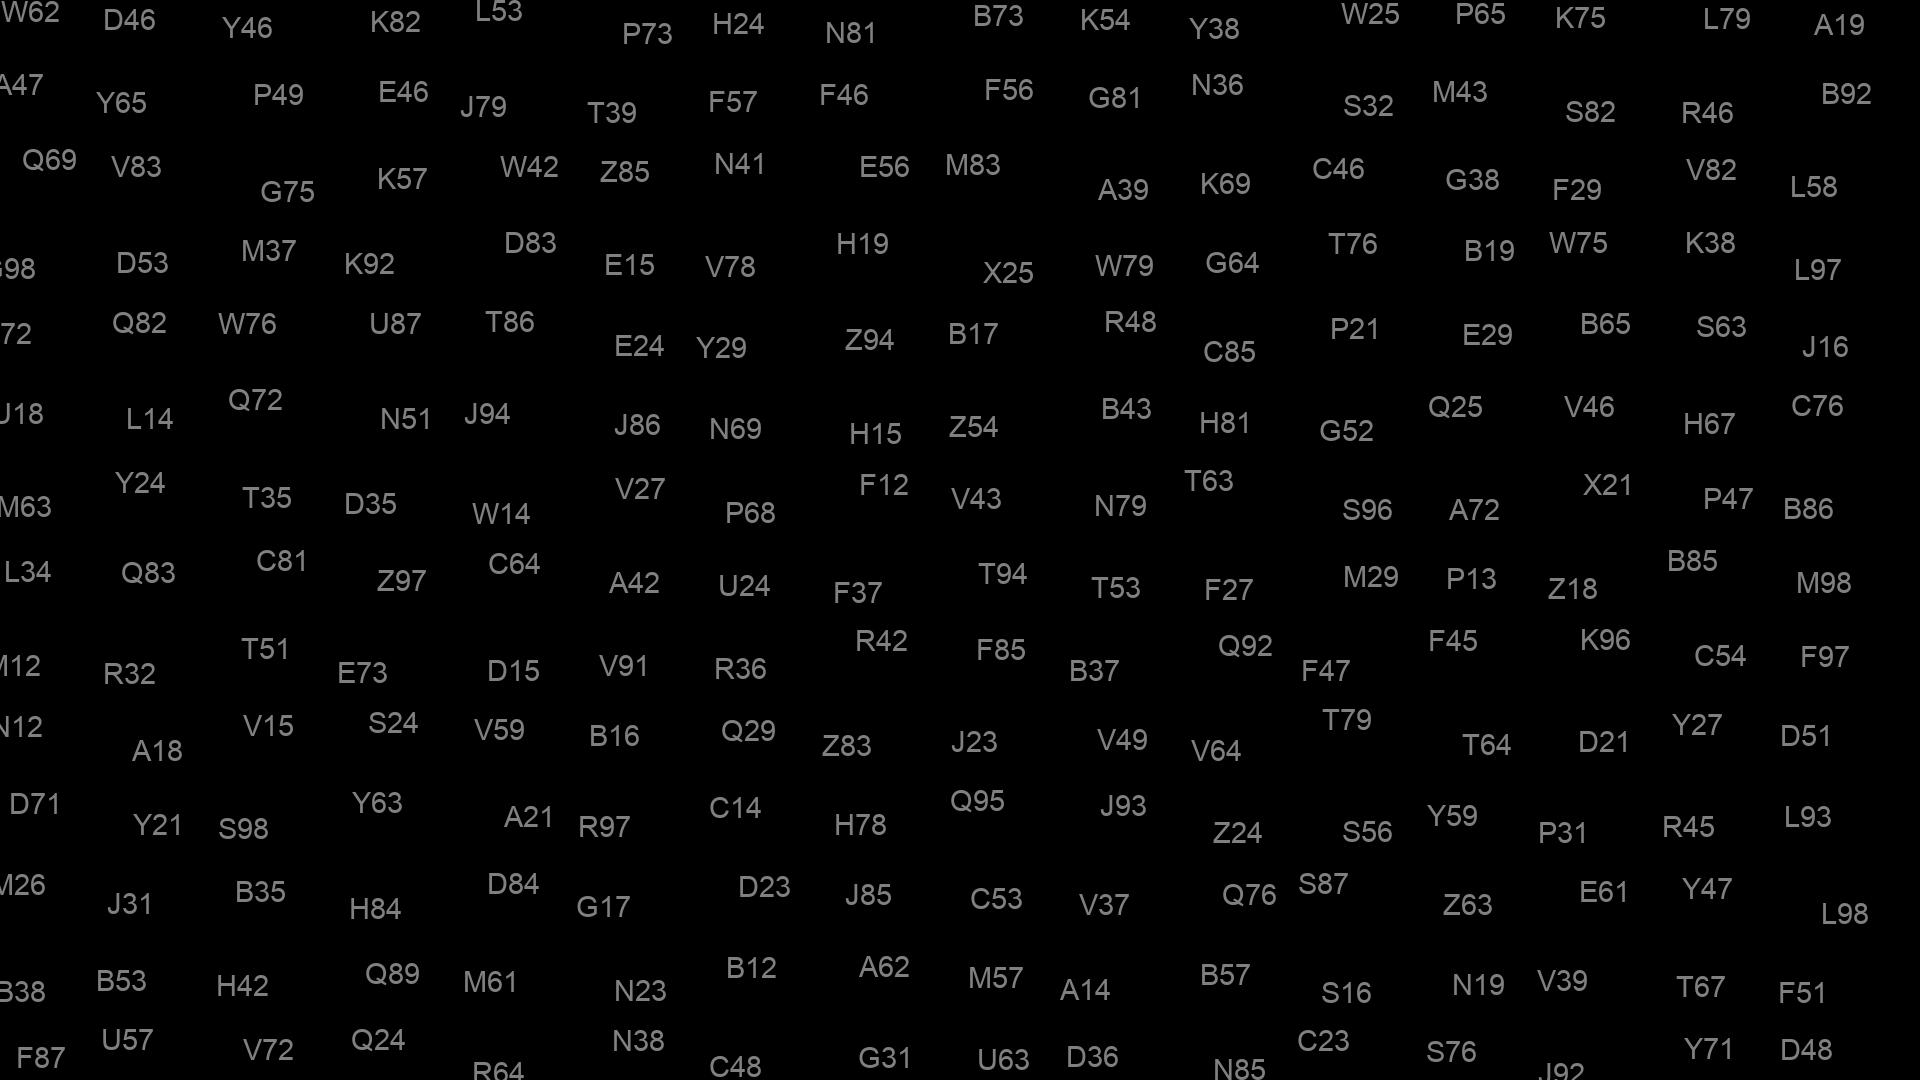 W62 D46 Y46 K82 L53 P73 H24 N81 B73 K54 Y38 W25 P65 K75 L79 A19
A47 Y65 P49 E46 J79 T39 F57 F46 F56 G81 N36 S32 M43 S82 R46 B92
Q69 V83 G75 K57 W42 Z85 N41 E56 M83 A39 K69 C46 G38 F29 V82 L58
G98 D53 M37 K92 D83 E15 V78 H19 X25 W79 G64 T76 B19 W75 K38 L97
72 Q82 W76 U87 T86 E24 Y29 Z94 B17 R48 C85 P21 E29 B65 S63 J16
U18 L14 Q72 N51 J94 J86 N69 H15 Z54 B43 H81 G52 Q25 V46 H67 C76
M63 Y24 T35 D35 W14 V27 P68 F12 V43 N79 T63 S96 A72 X21 P47 B86
L34 Q83 C81 Z97 C64 A42 U24 F37 T94 T53 F27 M29 P13 Z18 B85 M98
M12 R32 T51 E73 D15 V91 R36 R42 F85 B37 Q92 F47 F45 K96 C54 F97
N12 A18 V15 S24 V59 B16 Q29 Z83 J23 V49 V64 T79 T64 D21 Y27 D51
D71 Y21 S98 Y63 A21 R97 C14 H78 Q95 J93 Z24 S56 Y59 P31 R45 L93
M26 J31 B35 H84 D84 G17 D23 J85 C53 V37 Q76 S87 Z63 E61 Y47 L98
B38 B53 H42 Q89 M61 N23 B12 A62 M57 A14 B57 S16 N19 V39 T67 F51
F87 U57 V72 Q24 R64 N38 C48 G31 U63 D36 N85 C23 S76 J92 Y71 D48